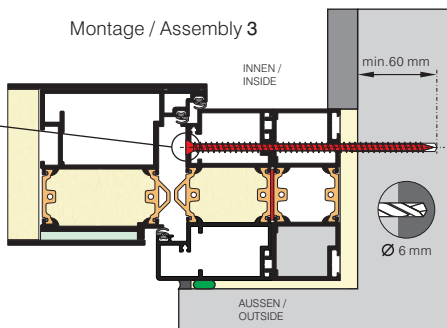 Montage / Assembly 3
INNEN /
INSIDE
min.60 mm
Ø 6 mm
AUSSEN /
OUTSIDE